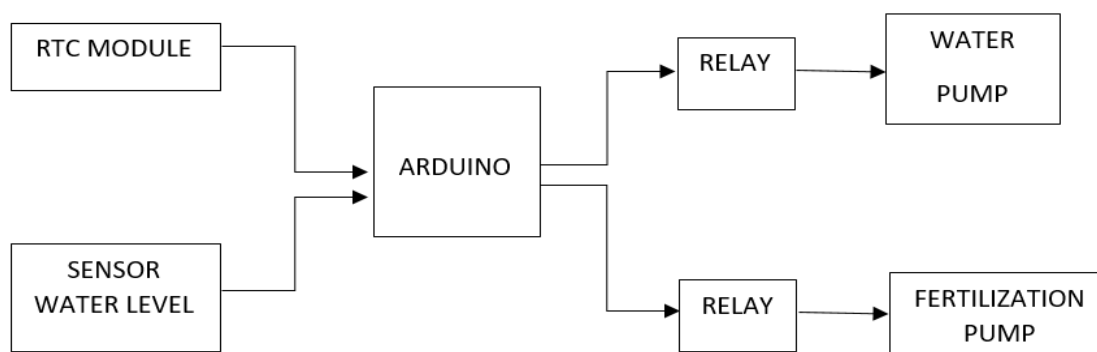 RTC MODULE
SENSOR
WATER LEVEL
ARDUINO
RELAY
WATER
PUMP
RELAY
FERTILIZATION
PUMP